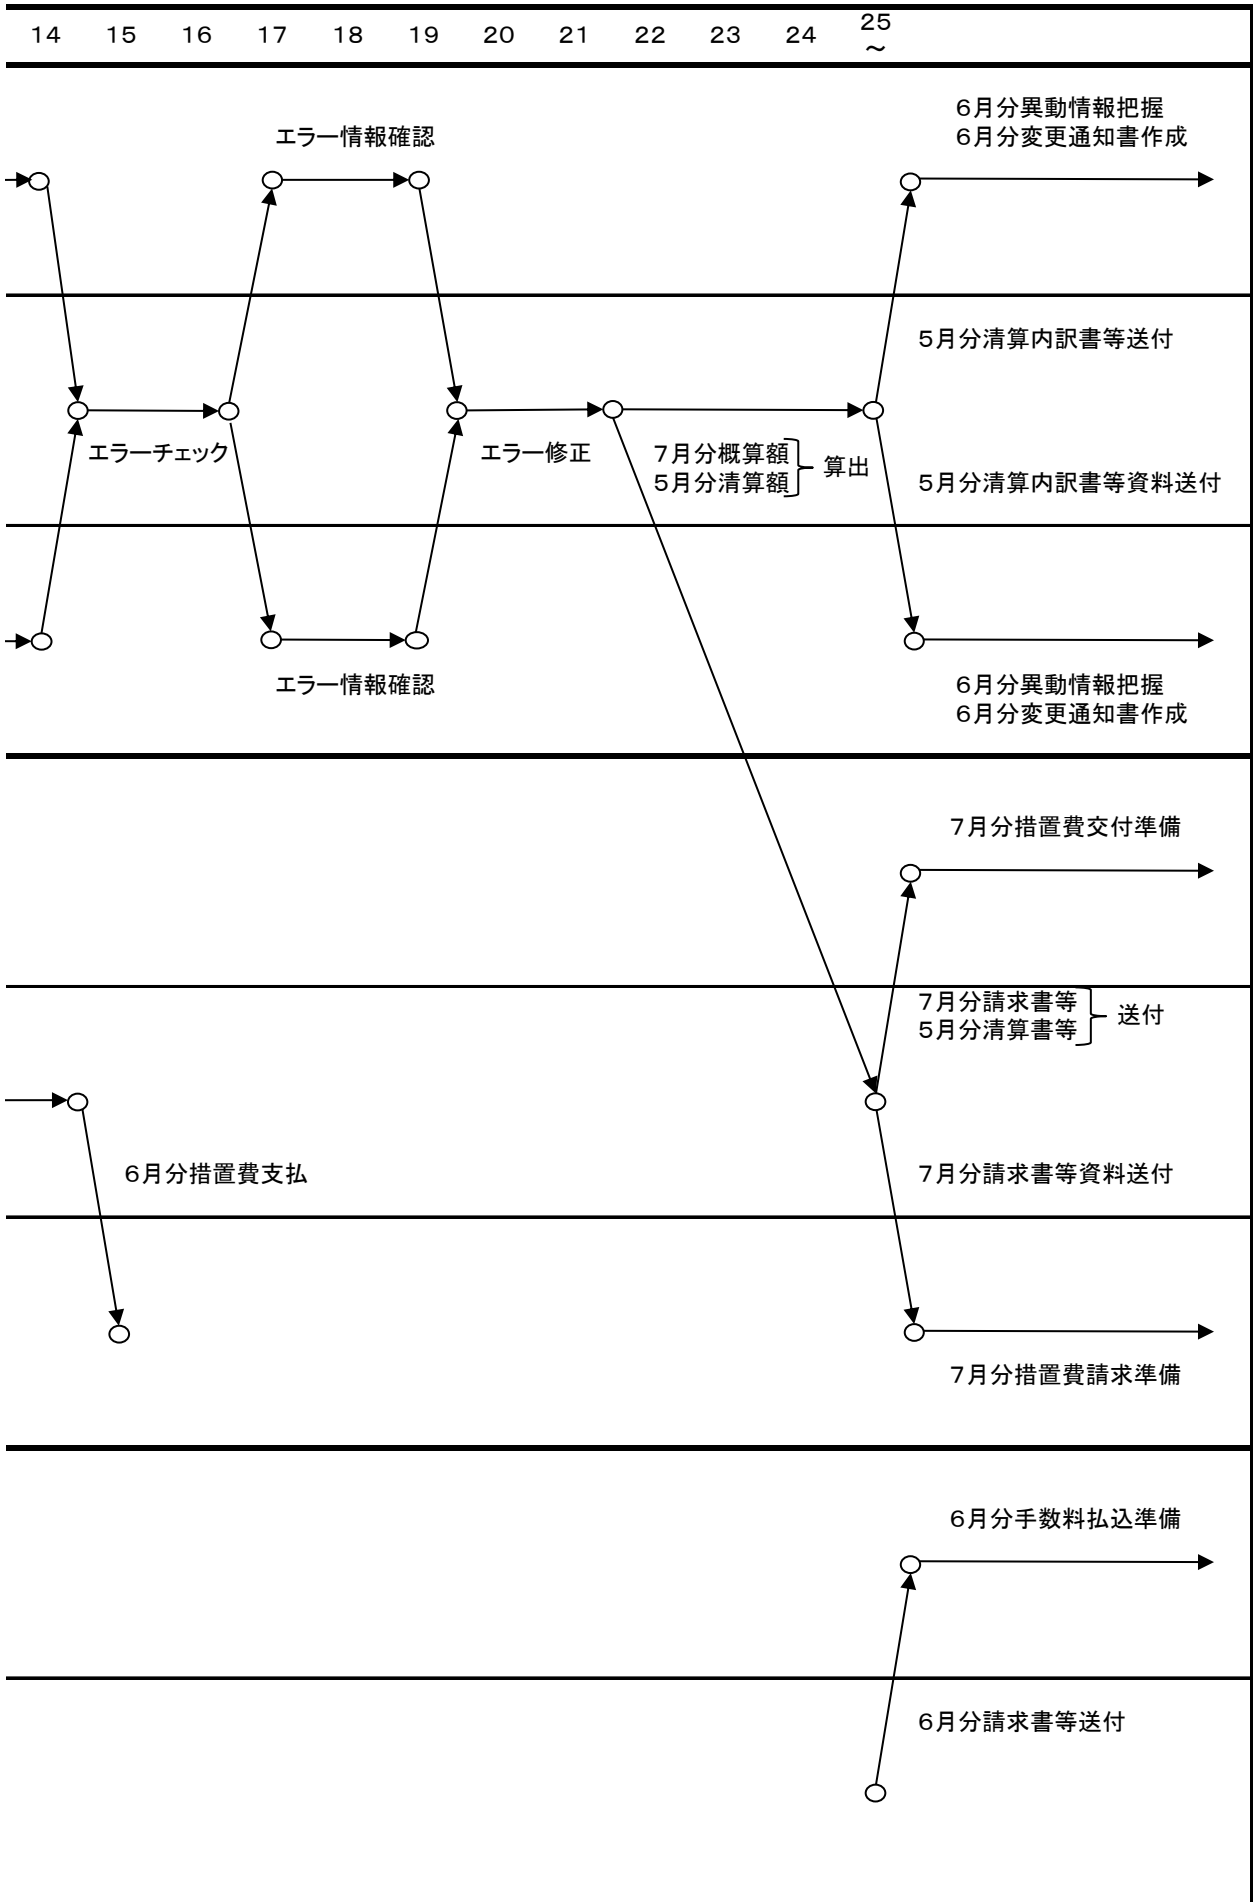 14 15 16 17 18 19 20 21 22 23 24 25
～
６月分異動情報把握
エラー情報確認
６月分変更通知書作成
５月分清算内訳書等送付
エラーチェック
エラー修正
７月分概算額
５月分清算額
算出
５月分清算内訳書等資料送付
エラー情報確認
６月分異動情報把握
６月分変更通知書作成
７月分措置費交付準備
７月分請求書等
５月分清算書等
送付
６月分措置費支払
７月分請求書等資料送付
７月分措置費請求準備
６月分手数料払込準備
６月分請求書等送付